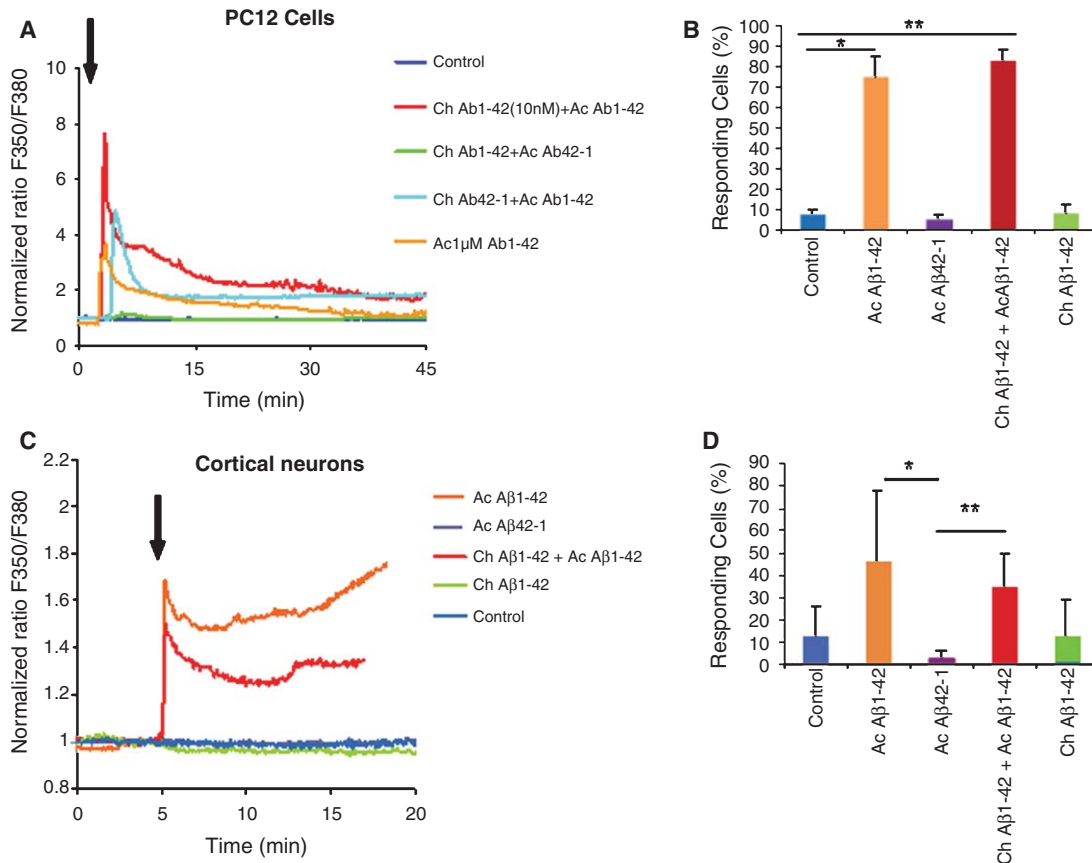 A
PC12 Cells
Normalized ratio F350/F380
10
8
6
4
2
0
0
15
30
45
Time (min)
Control
Ch Ab1-42(10nM)+Ac Ab1-42
Ch Ab1-42+Ac Ab42-1
Ch Ab42-1+Ac Ab1-42
Ac1µM Ab1-42
B
Responding Cells (%)
100
90
80
70
60
50
40
30
20
10
0
*
**
Control
Ac Aβ1-42
Ac Aβ42-1
Ch Aβ1-42 + AcAβ1-42
Ch Aβ1-42
C
Cortical neurons
Normalized ratio F350/F380
2.2
2
1.8
1.6
1.4
1.2
1
0.8
0
5
10
15
20
Time (min)
Ac Aβ1-42
Ac Aβ42-1
Ch Aβ1-42 + Ac Aβ1-42
Ch Aβ1-42
Control
D
Responding Cells (%)
90
80
70
60
50
40
30
20
10
0
*
**
Control
Ac Aβ1-42
Ac Aβ42-1
Ch Aβ1-42 + Ac Aβ1-42
Ch Aβ1-42